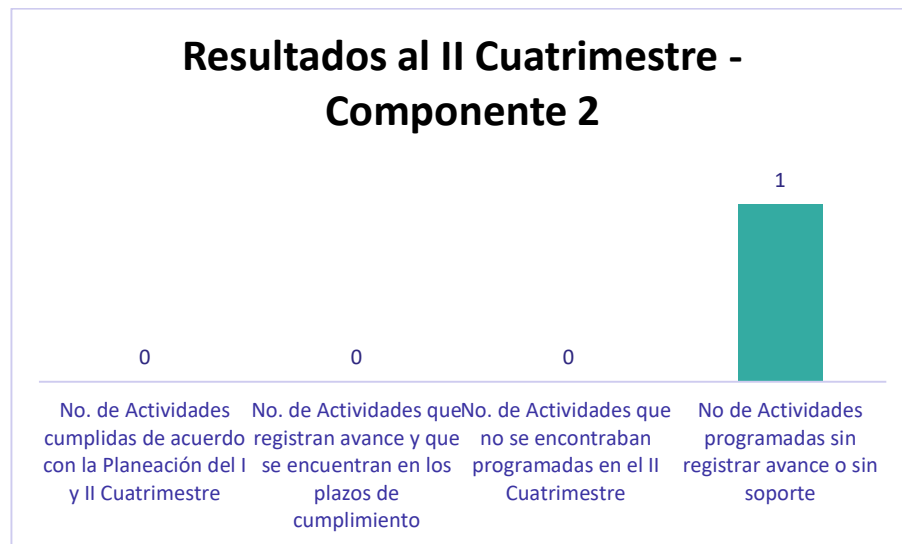 Resultados al II Cuatrimestre -
Componente 2
1
0
0
0
No. de Actividades
cumplidas de acuerdo
con la Planeación del I
y II Cuatrimestre
No. de Actividades que
registran avance y que
se encuentran en los
plazos de
cumplimiento
No. de Actividades que
no se encontraban
programadas en el II
Cuatrimestre
No de Actividades
programadas sin
registrar avance o sin
soporte